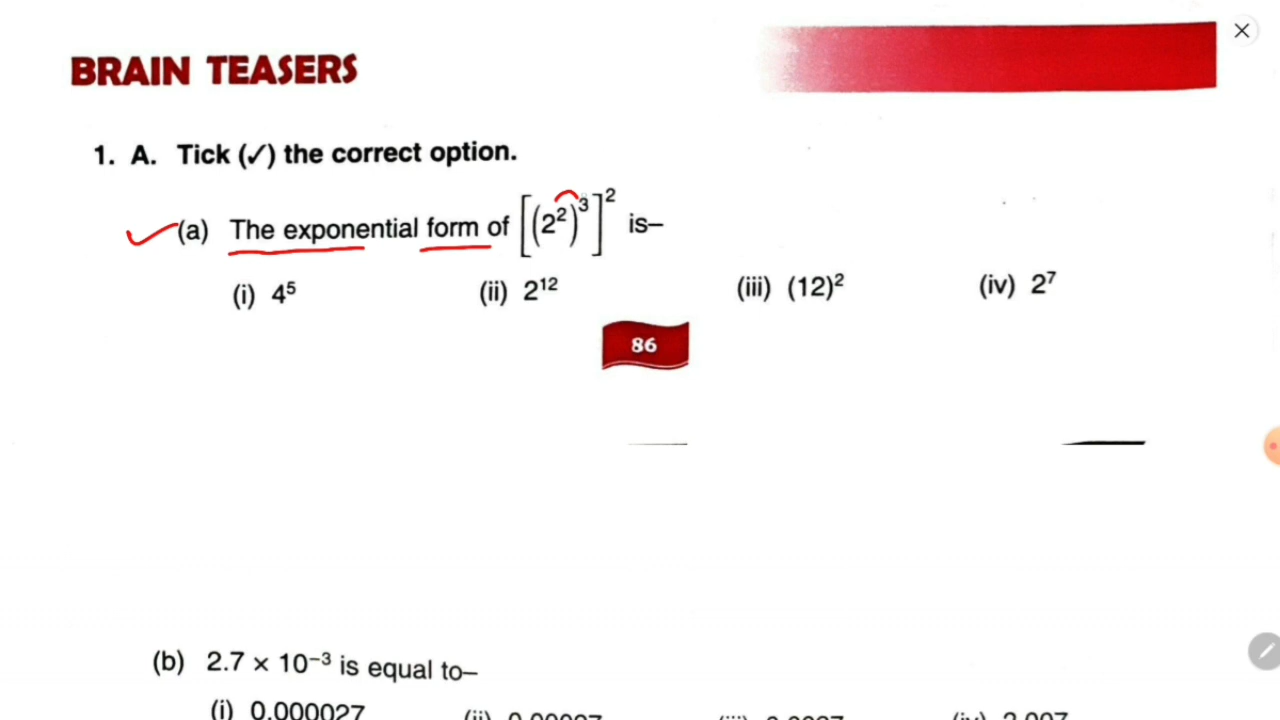 BRAIN TEASERS
1. A. Tick (✓) the correct option.
(a) The exponential form of [(2²)³]² is–
(i) 4⁵ (ii) 2¹² (iii) (12)² (iv) 2⁷
86
(b) 2.7 × 10⁻³ is equal to–
(i) 0.000027